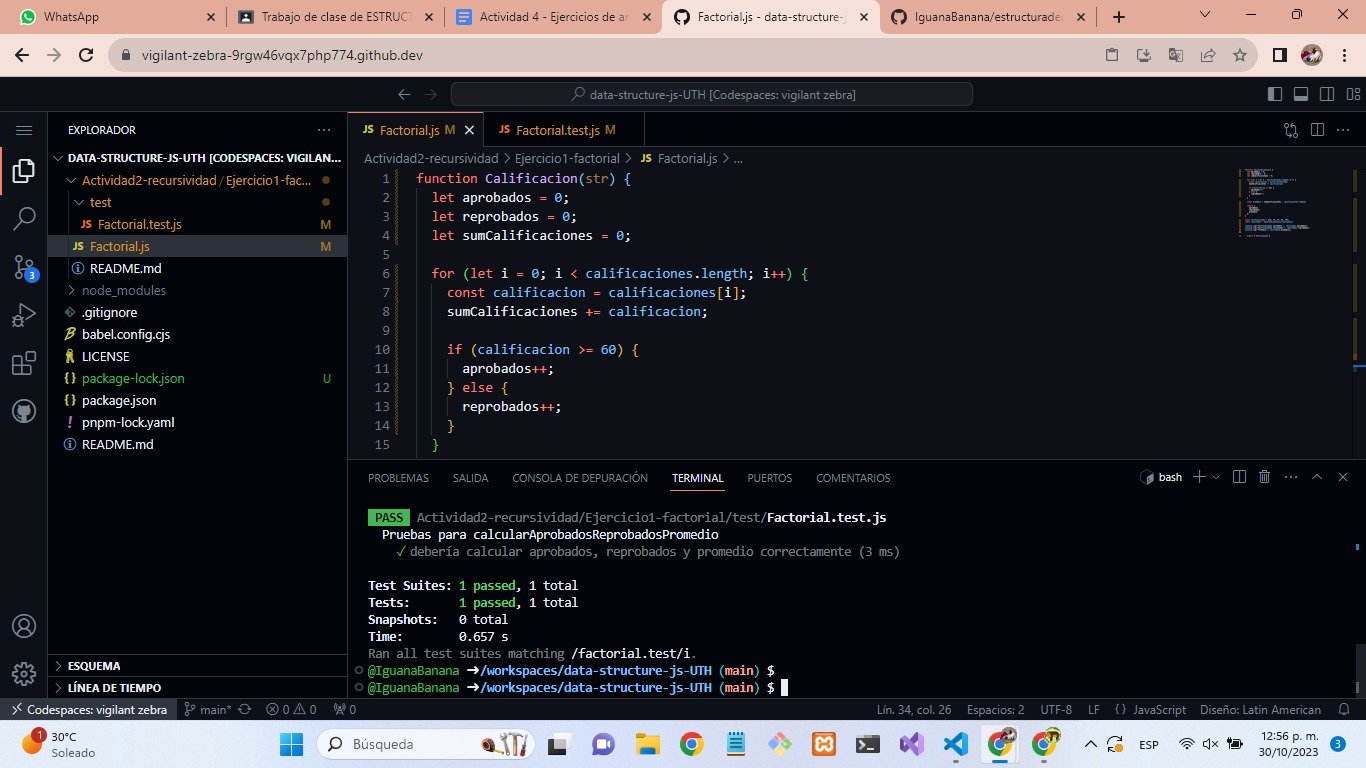 WhatsApp
Trabajo de clase de ESTRUCT
Actividad 4 - Ejercicios de ar
Factorial.js - data-structure-j
IguanaBanana/estructurade
vigilant-zebra-9rgw46vqx7php774.github.dev
data-structure-js-UTH [Codespaces: vigilant zebra]
EXPLORADOR
JS Factorial.js M
JS Factorial.test.js M
DATA-STRUCTURE-JS-UTH [CODESPACES: VIGILAN...
Actividad2-recursividad > Ejercicio1-factorial > JS Factorial.js > ...
Actividad2-recursividad / Ejercicio1-fac...
test
JS Factorial.test.js M
JS Factorial.js M
README.md
node_modules
.gitignore
babel.config.cjs
LICENSE
package-lock.json U
package.json
pnpm-lock.yaml
README.md
3
1 function Calificacion(str) {
2 let aprobados = 0;
3 let reprobados = 0;
4 let sumCalificaciones = 0;
5
6 for (let i = 0; i < calificaciones.length; i++) {
7 const calificacion = calificaciones[i];
8 sumCalificaciones += calificacion;
9
10 if (calificacion >= 60) {
11 aprobados++;
12 } else {
13 reprobados++;
14 }
15 }
PROBLEMAS SALIDA CONSOLA DE DEPURACIÓN TERMINAL PUERTOS COMENTARIOS
bash
PASS Actividad2-recursividad/Ejercicio1-factorial/test/Factorial.test.js
Pruebas para calcularAprobadosReprobadosPromedio
✓ debería calcular aprobados, reprobados y promedio correctamente (3 ms)
Test Suites: 1 passed, 1 total
Tests: 1 passed, 1 total
Snapshots: 0 total
Time: 0.657 s
Ran all test suites matching /factorial.test/i.
@IguanaBanana ➜/workspaces/data-structure-js-UTH (main) $
@IguanaBanana ➜/workspaces/data-structure-js-UTH (main) $
ESQUEMA
LÍNEA DE TIEMPO
Codespaces: vigilant zebra
main*
0 0
0
Lín. 34, col. 26
Espacios: 2
UTF-8
LF
{} JavaScript
Diseño: Latin American
1
30°C
Soleado
Búsqueda
ESP
12:56 p. m.
30/10/2023
3